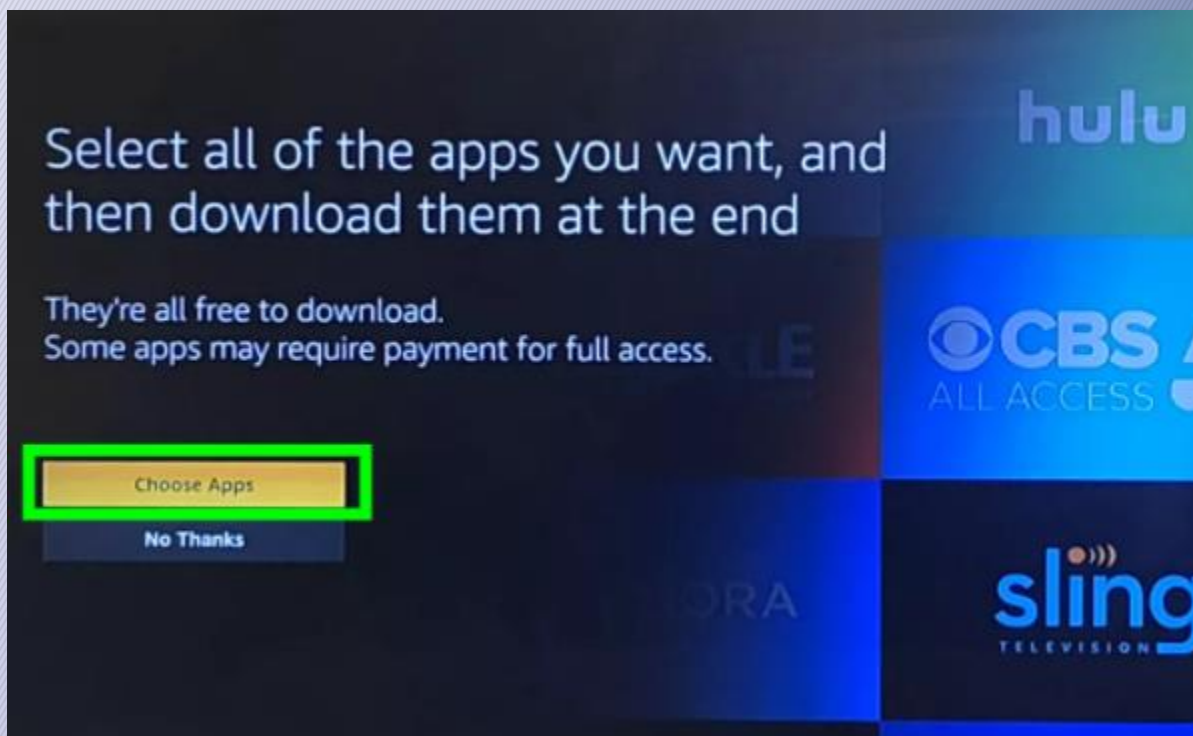 Select all of the apps you want, and
then download them at the end
They're all free to download.
Some apps may require payment for full access.
Choose Apps
No Thanks
hulu
CBS
ALL ACCESS
sling
TELEVISION